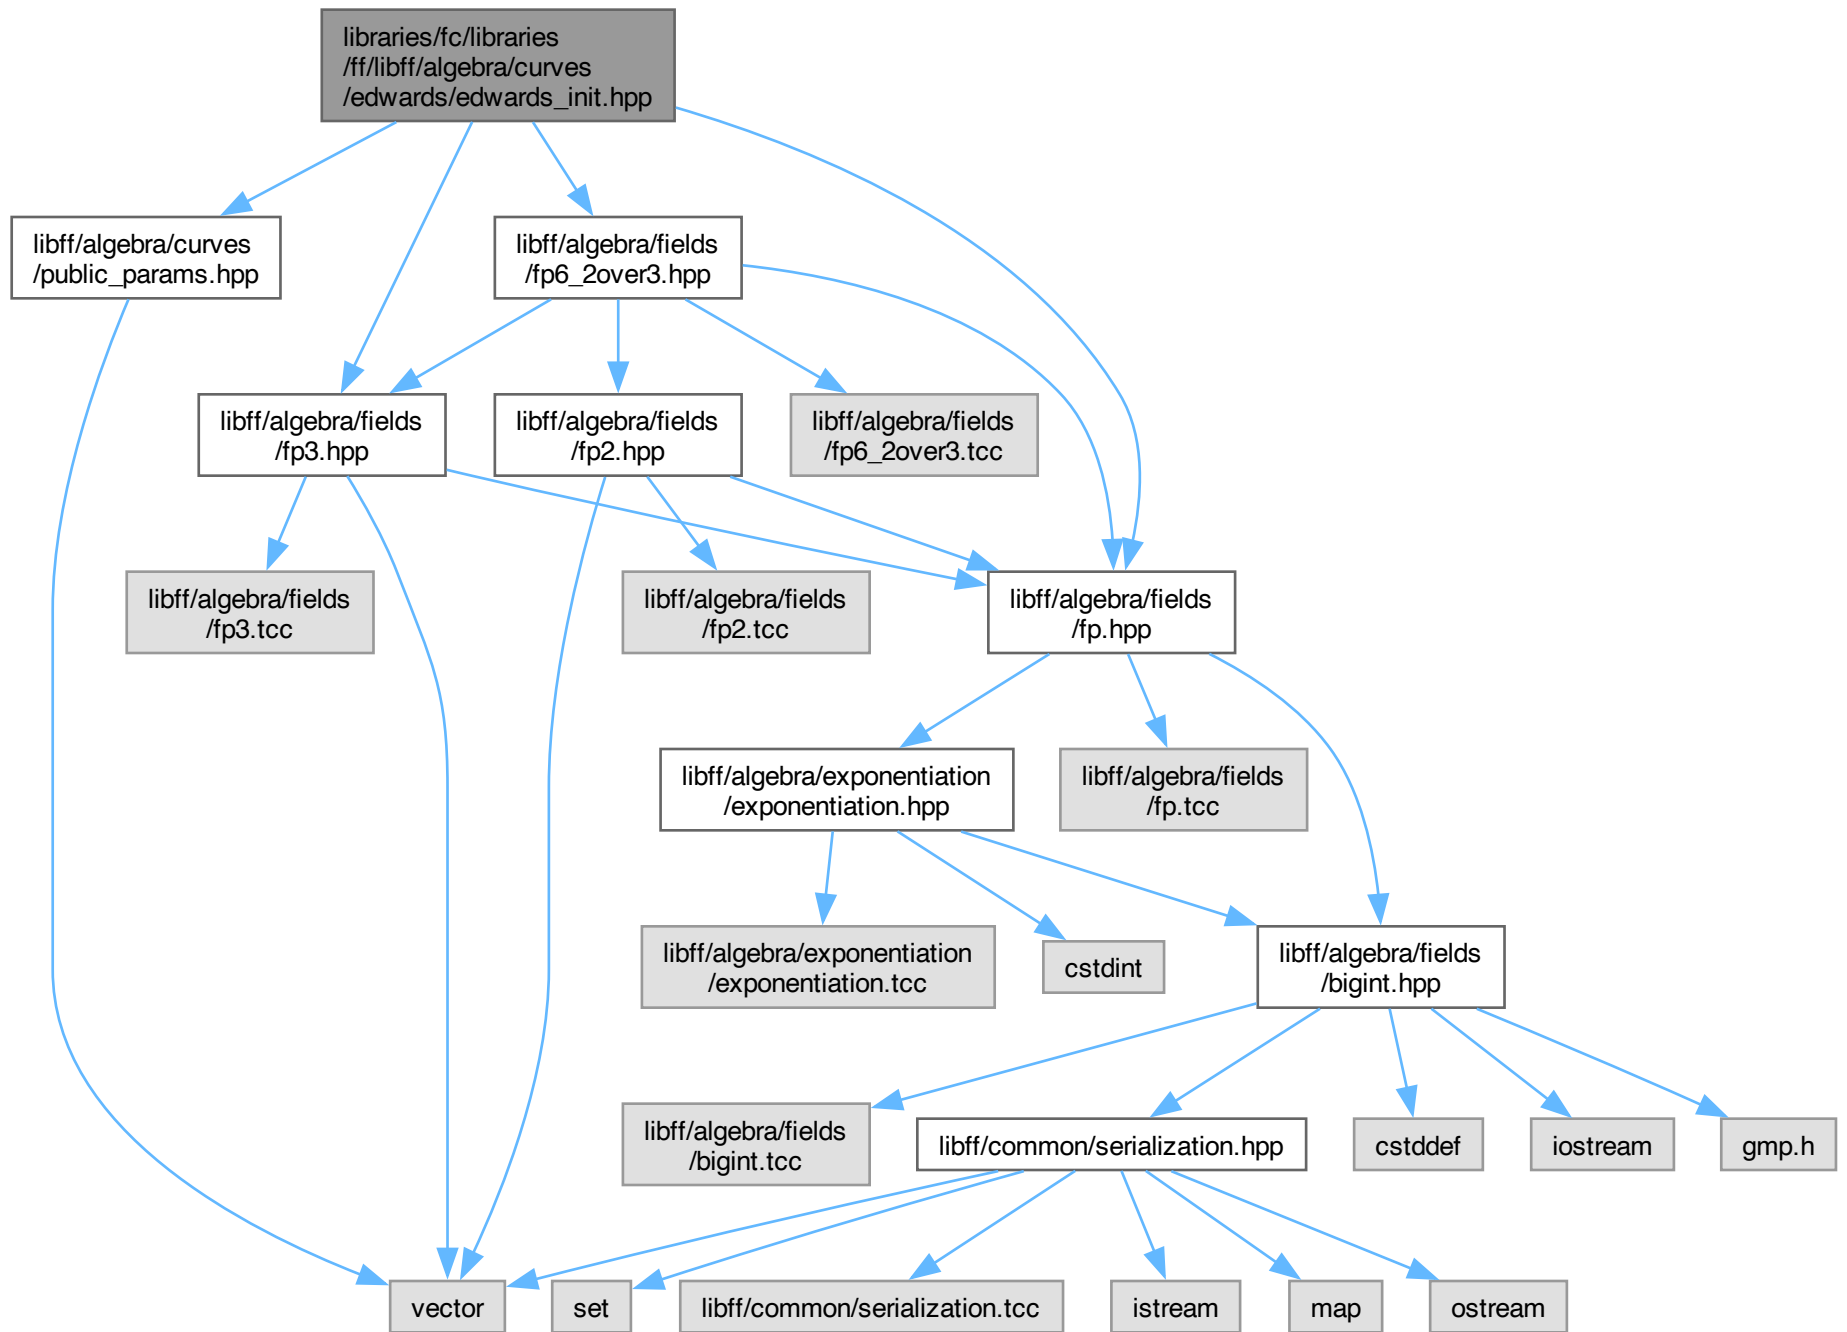 libraries/fc/libraries
/ff/libff/algebra/curves
/edwards/edwards_init.hpp
libff/algebra/curves
/public_params.hpp
libff/algebra/fields
/fp6_2over3.hpp
libff/algebra/fields
/fp3.hpp
libff/algebra/fields
/fp2.hpp
libff/algebra/fields
/fp6_2over3.tcc
libff/algebra/fields
/fp3.tcc
libff/algebra/fields
/fp2.tcc
libff/algebra/fields
/fp.hpp
libff/algebra/exponentiation
/exponentiation.hpp
libff/algebra/fields
/fp.tcc
libff/algebra/exponentiation
/exponentiation.tcc
cstdint
libff/algebra/fields
/bigint.hpp
libff/algebra/fields
/bigint.tcc
libff/common/serialization.hpp
cstddef
iostream
gmp.h
vector
set
libff/common/serialization.tcc
istream
map
ostream